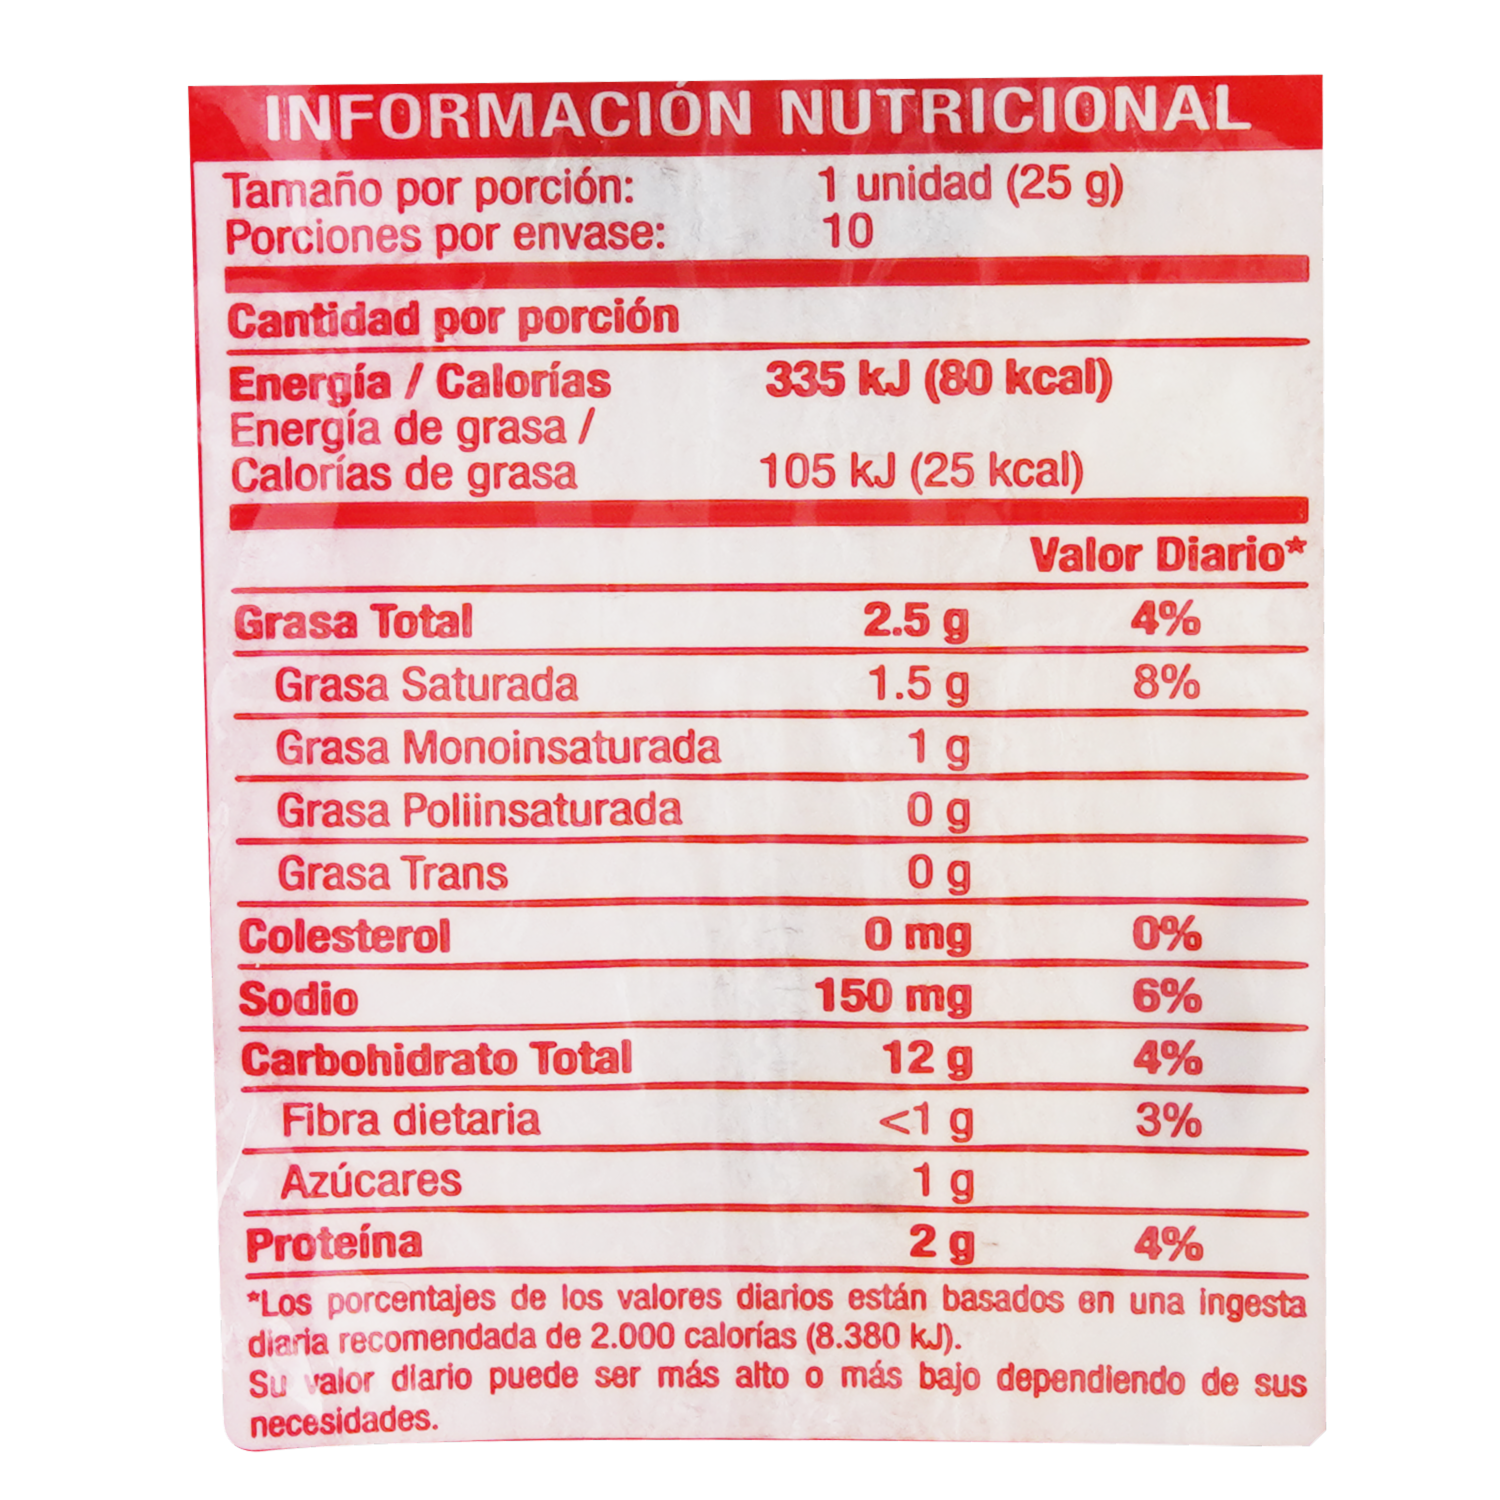 INFORMACIÓN NUTRICIONAL
Tamaño por porción: 1 unidad (25 g)
Porciones por envase: 10
Cantidad por porción
Energía / Calorías 335 kJ (80 kcal)
Energía de grasa /
Calorías de grasa 105 kJ (25 kcal)
Valor Diario*
Grasa Total 2.5 g 4%
Grasa Saturada 1.5 g 8%
Grasa Monoinsaturada 1 g
Grasa Poliinsaturada 0 g
Grasa Trans 0 g
Colesterol 0 mg 0%
Sodio 150 mg 6%
Carbohidrato Total 12 g 4%
Fibra dietaria <1 g 3%
Azúcares 1 g
Proteína 2 g 4%
*Los porcentajes de los valores diarios están basados en una ingesta
diaria recomendada de 2.000 calorías (8.380 kJ).
Su valor diario puede ser más alto o más bajo dependiendo de sus
necesidades.